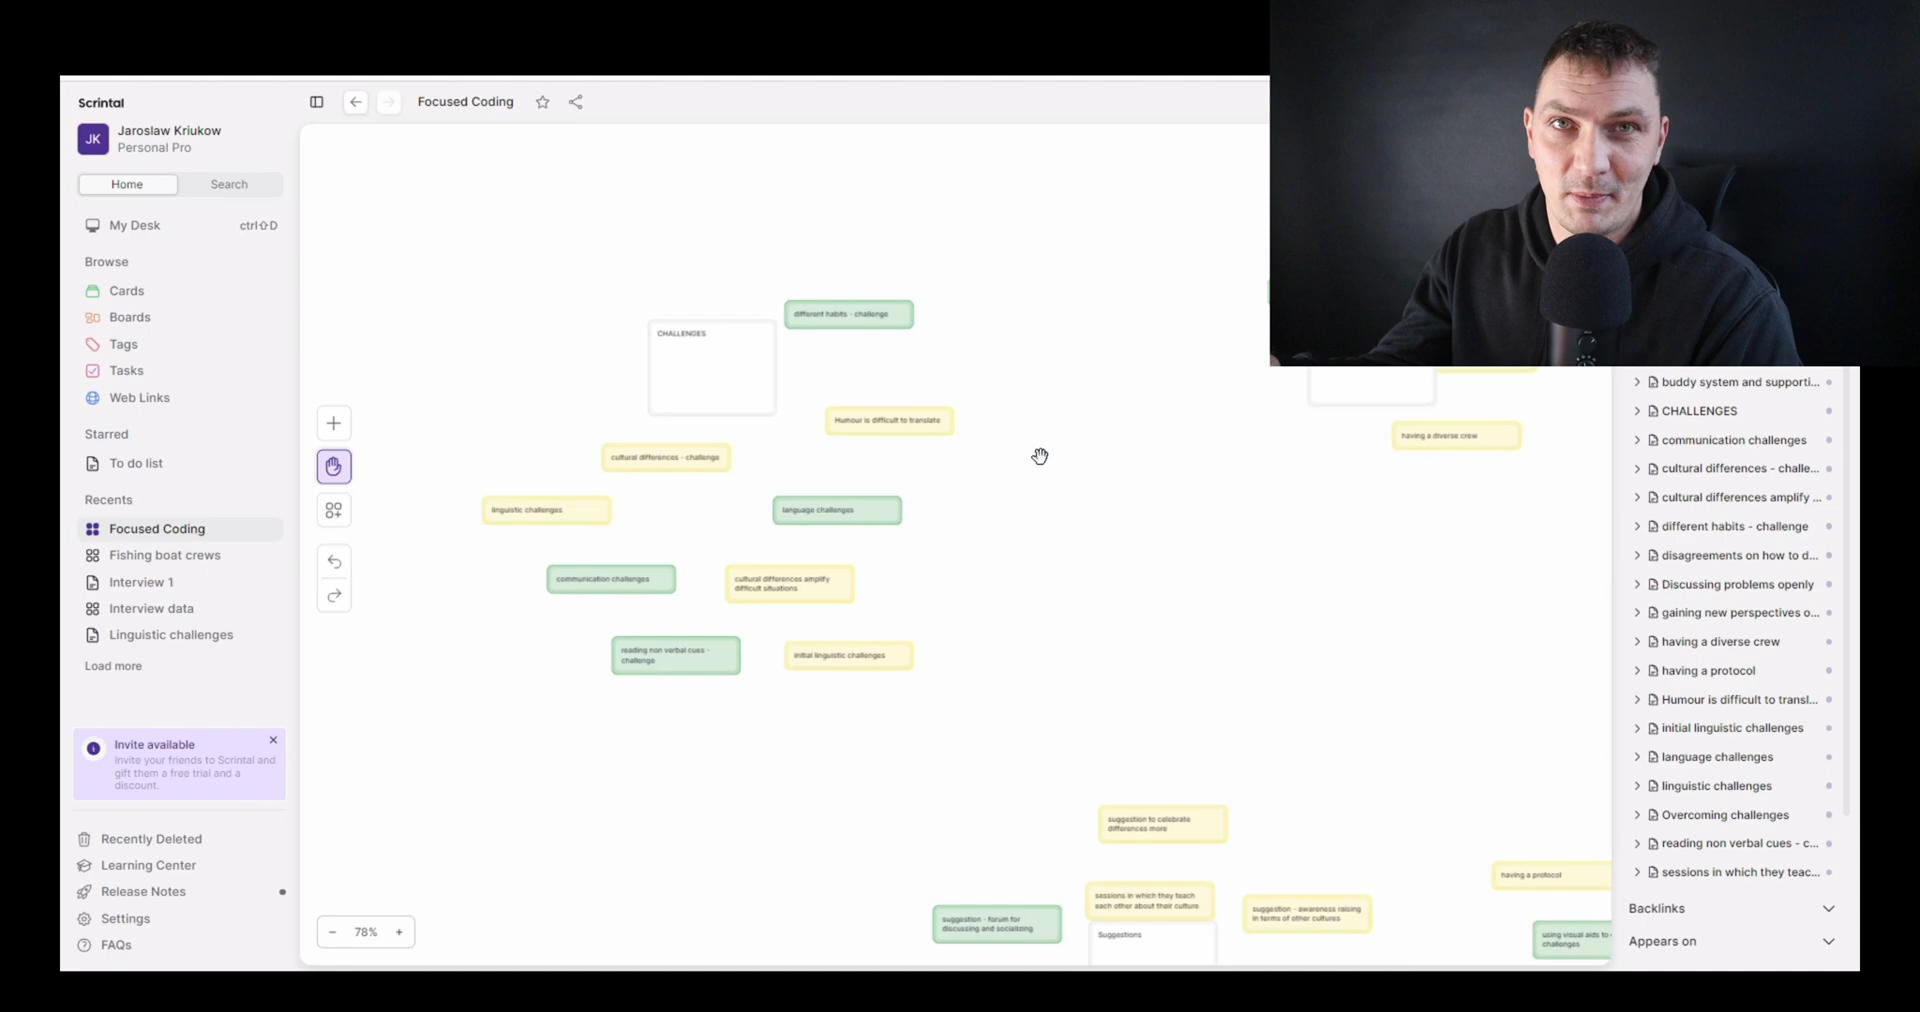 Scrintal
JK
Jaroslaw Kriukow
Personal Pro
Home
Search
My Desk
ctrl⇧D
Browse
Cards
Boards
Tags
Tasks
Web Links
Starred
To do list
Recents
Focused Coding
Fishing boat crews
Interview 1
Interview data
Linguistic challenges
Load more
Invite available
Invite your friends to Scrintal and
gift them a free trial and a
discount.
Recently Deleted
Learning Center
Release Notes
Settings
FAQs
Focused Coding
CHALLENGES
different habits - challenge
Humour is difficult to translate
cultural differences - challenge
linguistic challenges
language challenges
communication challenges
cultural differences amplify
difficult situations
reading non verbal cues -
challenge
initial linguistic challenges
having a diverse crew
suggestion to celebrate
differences more
sessions in which they teach
each other about their culture
suggestion - forum for
discussing and socializing
Suggestions
suggestion - awareness raising
in terms of other cultures
having a protocol
using visual aids to
challenges
78%
buddy system and supporti...
CHALLENGES
communication challenges
cultural differences - challe...
cultural differences amplify ...
different habits - challenge
disagreements on how to d...
Discussing problems openly
gaining new perspectives o...
having a diverse crew
having a protocol
Humour is difficult to transl...
initial linguistic challenges
language challenges
linguistic challenges
Overcoming challenges
reading non verbal cues - c...
sessions in which they teac...
Backlinks
Appears on